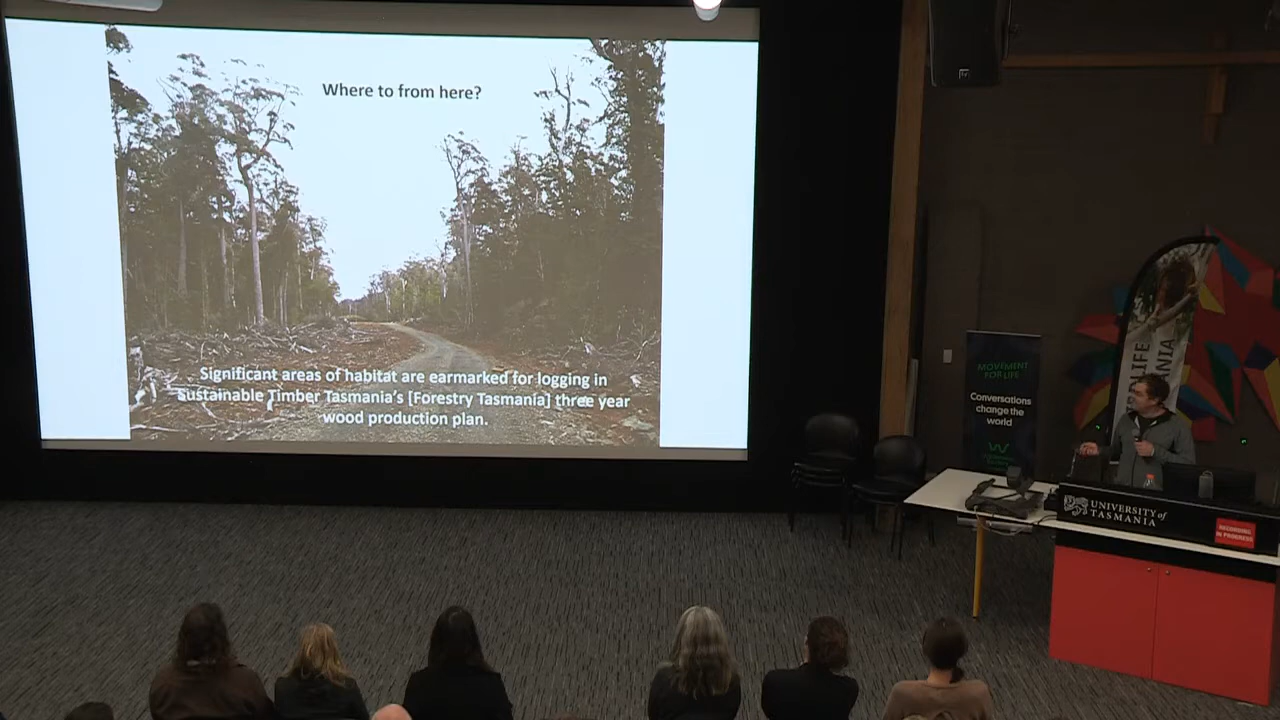 Where to from here?
Significant areas of habitat are earmarked for logging in
Sustainable Timber Tasmania's [Forestry Tasmania] three year
wood production plan.
MOVEMENT
FOR LIFE
Conversations
change the
world
UNIVERSITY of
TASMANIA
RECORDING
IN PROGRESS